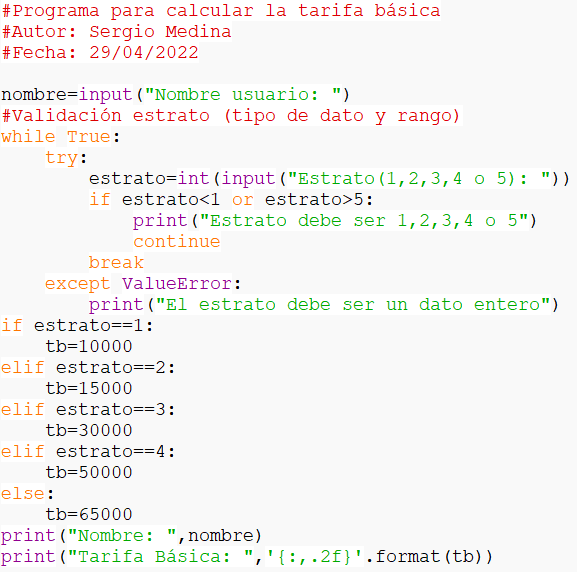 #Programa para calcular la tarifa básica
#Autor: Sergio Medina
#Fecha: 29/04/2022

nombre=input("Nombre usuario: ")
#Validación estrato (tipo de dato y rango)
while True:
    try:
        estrato=int(input("Estrato(1,2,3,4 o 5): "))
        if estrato<1 or estrato>5:
            print("Estrato debe ser 1,2,3,4 o 5")
            continue
        break
    except ValueError:
        print("El estrato debe ser un dato entero")
if estrato==1:
    tb=10000
elif estrato==2:
    tb=15000
elif estrato==3:
    tb=30000
elif estrato==4:
    tb=50000
else:
    tb=65000
print("Nombre: ",nombre)
print("Tarifa Básica: ",'{:,.2f}'.format(tb))